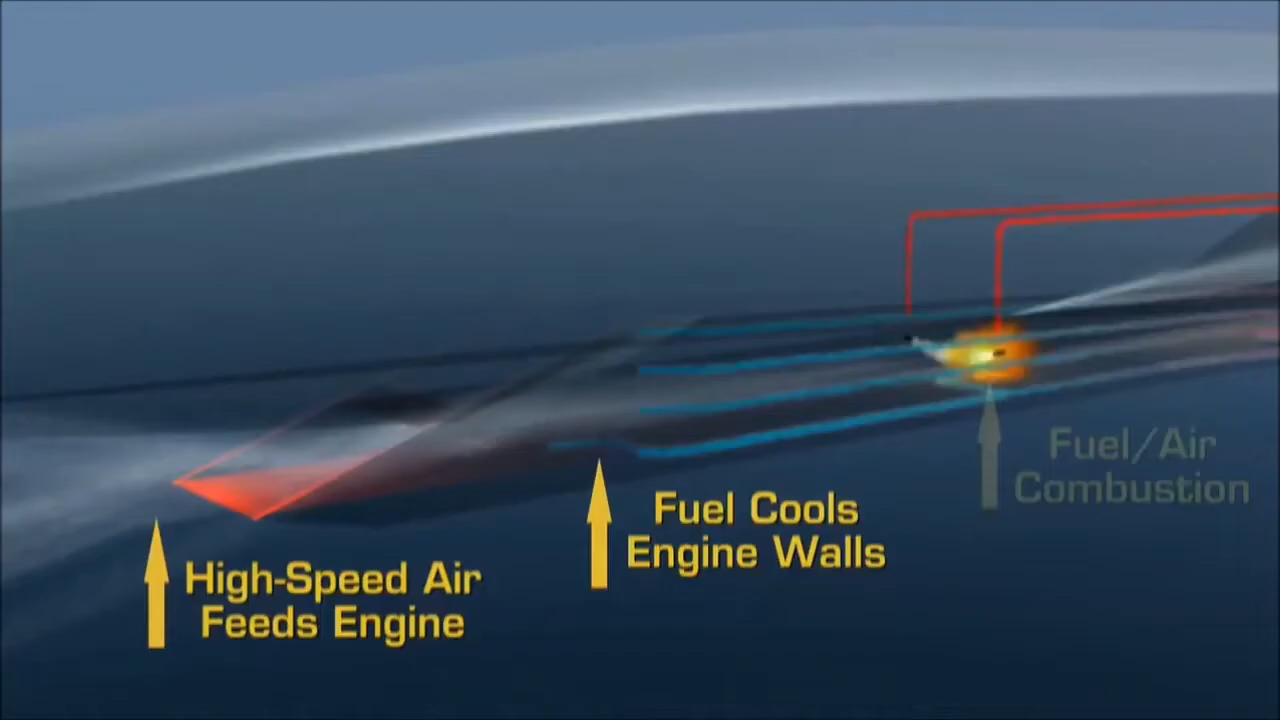 High-Speed Air
Feeds Engine
Fuel Cools
Engine Walls
Fuel/Air
Combustion